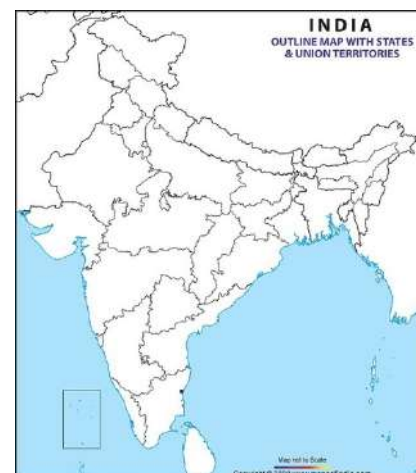 INDIA
OUTLINE MAP WITH STATES
& UNION TERRITORIES
Map not to Scale